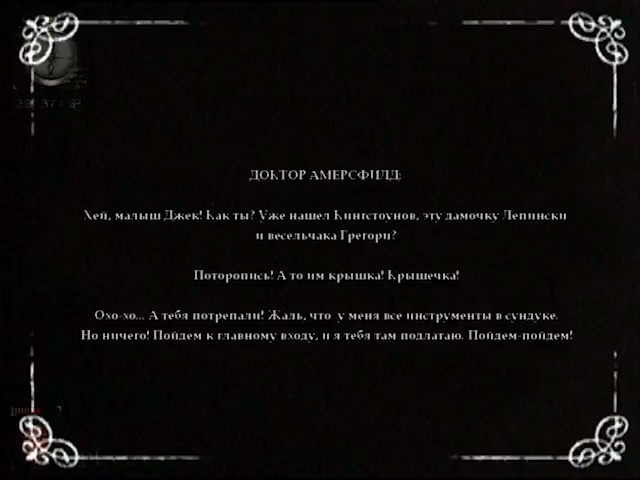 ДОКТОР АМЕРСФИЛД:
Хей, малыш Джек! Как ты? Уже нашел Кингстоунов, эту дамочку Лепински
и весельчака Грегори?
Поторопись! А то им крышка! Крышечка!
Охо-хо... А тебя потрепали! Жаль, что у меня все инструменты в сундуке.
Но ничего! Пойдем к главному входу, и я тебя там подлатаю. Пойдем-пойдем!